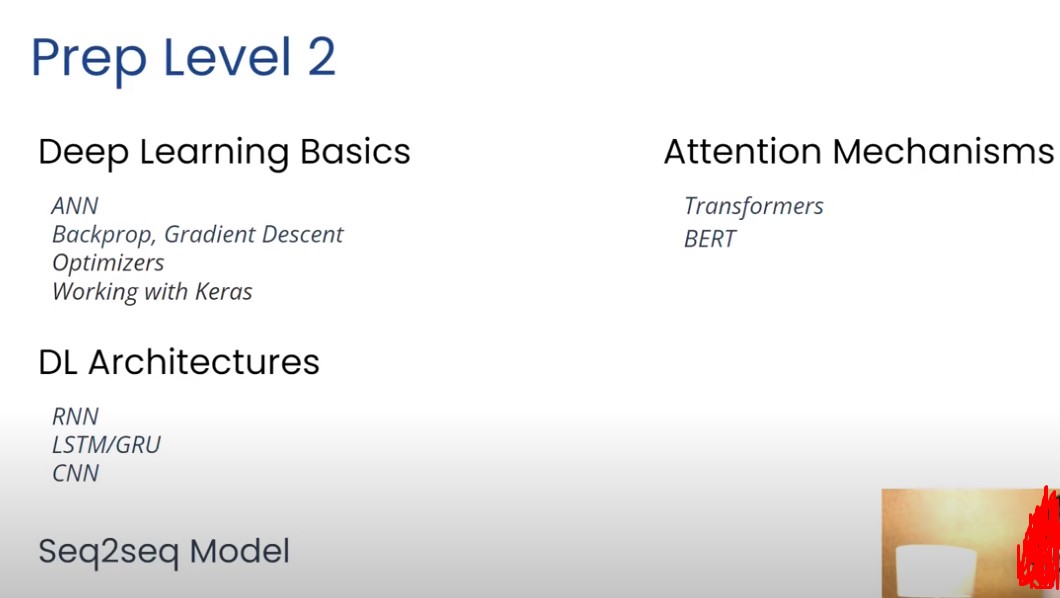 Prep Level 2
Deep Learning Basics
ANN
Backprop, Gradient Descent
Optimizers
Working with Keras
DL Architectures
RNN
LSTM/GRU
CNN
Seq2seq Model
Attention Mechanisms
Transformers
BERT